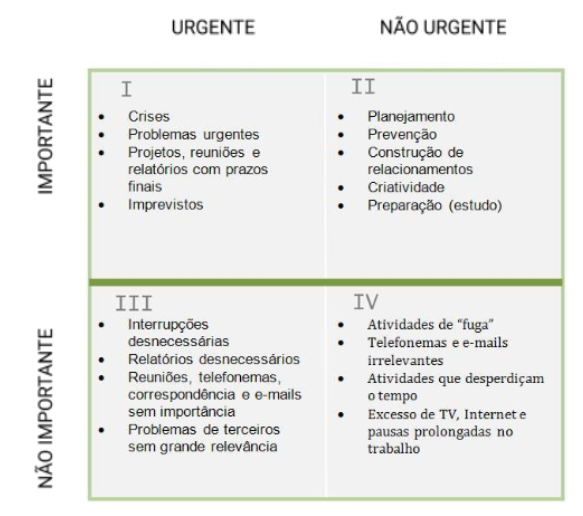 URGENTE
NÃO URGENTE
IMPORTANTE
I
• Crises
• Problemas urgentes
• Projetos, reuniões e
relatórios com prazos
finais
• Imprevistos
II
• Planejamento
• Prevenção
• Construção de
relacionamentos
• Criatividade
• Preparação (estudo)
NÃO IMPORTANTE
III
• Interrupções
desnecessárias
• Relatórios desnecessários
• Reuniões, telefonemas,
correspondência e e-mails
sem importância
• Problemas de terceiros
sem grande relevância
IV
• Atividades de “fuga”
• Telefonemas e e-mails
irrelevantes
• Atividades que desperdiçam
o tempo
• Excesso de TV, Internet e
pausas prolongadas no
trabalho